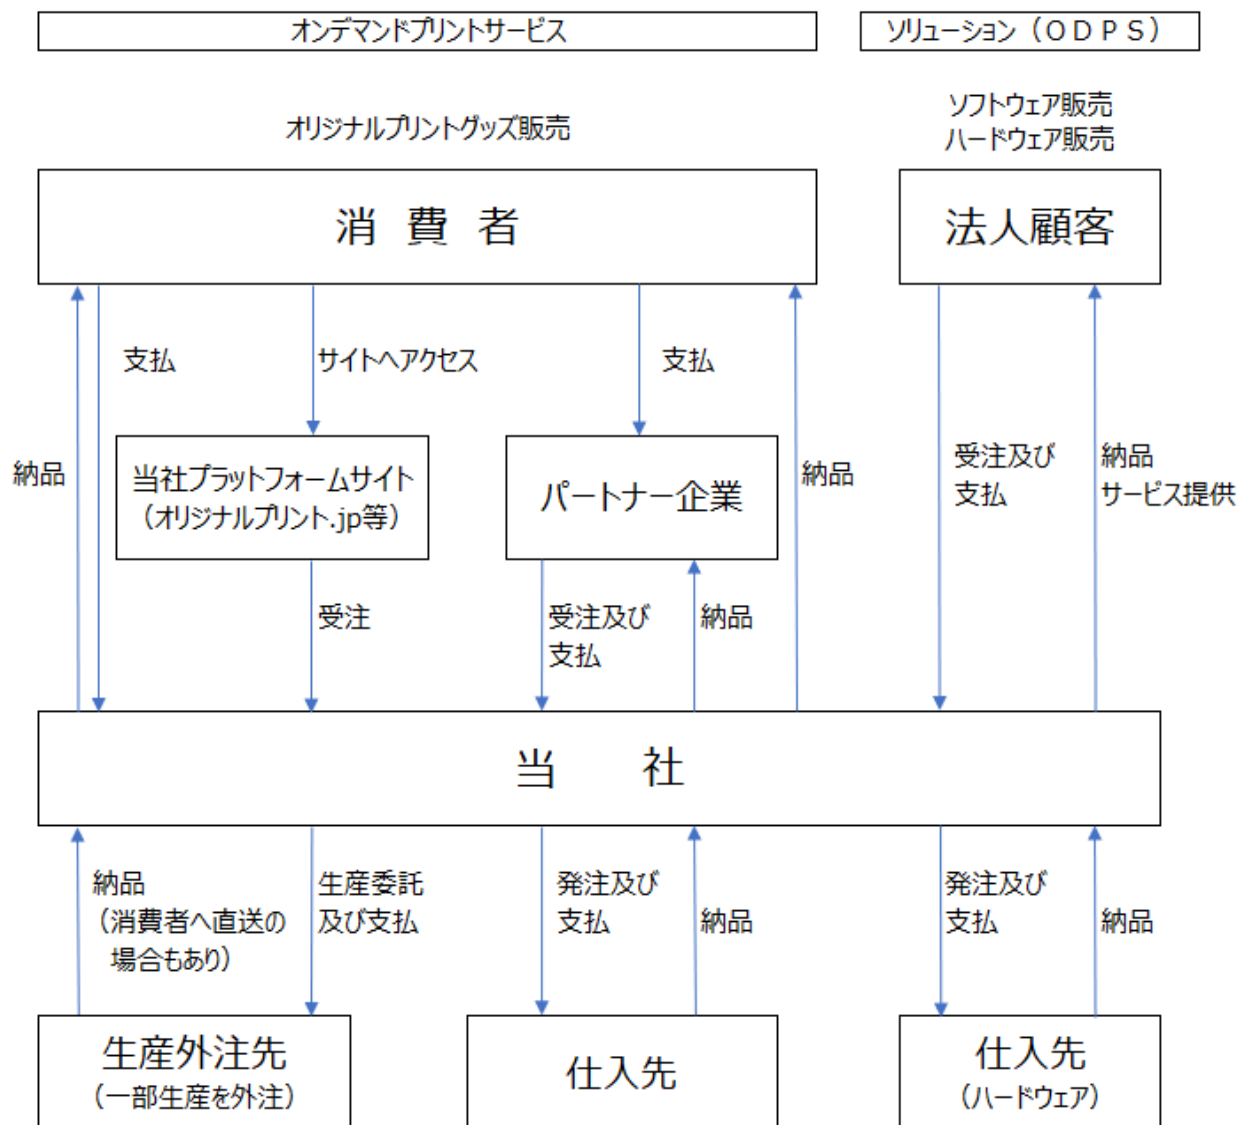 オンデマンドプリントサービス
ソリューション（ＯＤＰＳ）
オリジナルプリントグッズ販売
ソフトウェア販売
ハードウェア販売
消 費 者
法人顧客
支払
サイトへアクセス
支払
納品
当社プラットフォームサイト
（オリジナルプリント.jp等）
パートナー企業
納品
受注及び
支払
納品
サービス提供
受注
受注及び
支払
納品
当　社
納品
（消費者へ直送の
場合もあり）
生産委託
及び支払
発注及び
支払
納品
発注及び
支払
納品
生産外注先
（一部生産を外注）
仕入先
仕入先
（ハードウェア）